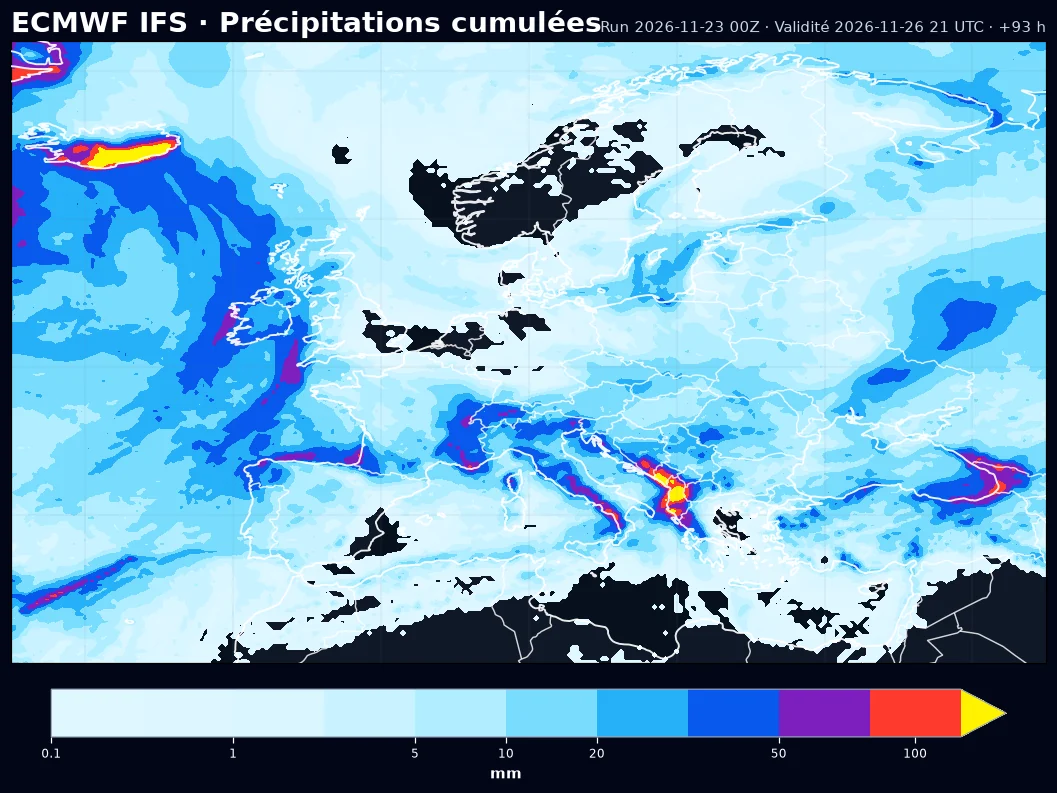 ECMWF IFS · Précipitations cumulées
Run 2026-11-23 00Z · Validité 2026-11-26 21 UTC · +93 h
0.1 1 5 10 20 50 100
mm